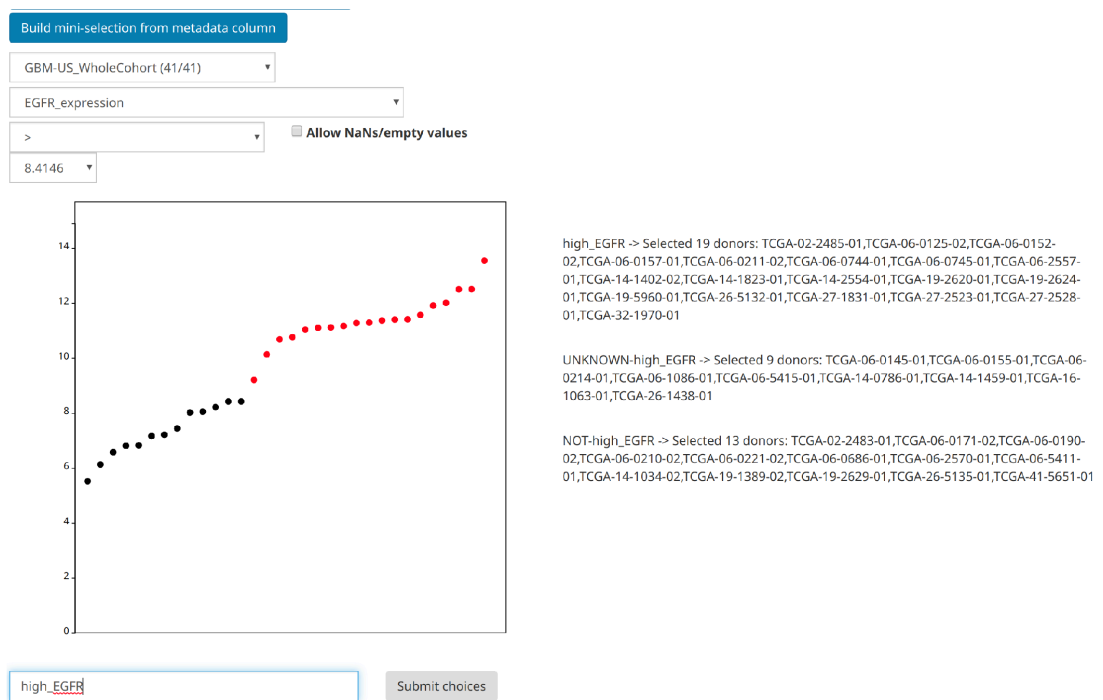 Build mini-selection from metadata column
GBM-US_WholeCohort (41/41)
EGFR_expression
>
Allow NaNs/empty values
8.4146
14
12
10
8
6
4
2
0
high_EGFR -> Selected 19 donors: TCGA-02-2485-01,TCGA-06-0125-02,TCGA-06-0152-
02,TCGA-06-0157-01,TCGA-06-0211-02,TCGA-06-0744-01,TCGA-06-0745-01,TCGA-06-2557-
01,TCGA-14-1402-02,TCGA-14-1823-01,TCGA-14-2554-01,TCGA-19-2620-01,TCGA-19-2624-
01,TCGA-19-5960-01,TCGA-26-5132-01,TCGA-27-1831-01,TCGA-27-2523-01,TCGA-27-2528-
01,TCGA-32-1970-01
UNKNOWN-high_EGFR -> Selected 9 donors: TCGA-06-0145-01,TCGA-06-0155-01,TCGA-06-
0214-01,TCGA-06-1086-01,TCGA-06-5415-01,TCGA-14-0786-01,TCGA-14-1459-01,TCGA-16-
1063-01,TCGA-26-1438-01
NOT-high_EGFR -> Selected 13 donors: TCGA-02-2483-01,TCGA-06-0171-02,TCGA-06-0190-
02,TCGA-06-0210-02,TCGA-06-0221-02,TCGA-06-0686-01,TCGA-06-2570-01,TCGA-06-5411-
01,TCGA-14-1034-02,TCGA-19-1389-02,TCGA-19-2629-01,TCGA-26-5135-01,TCGA-41-5651-01
high_EGFR
Submit choices